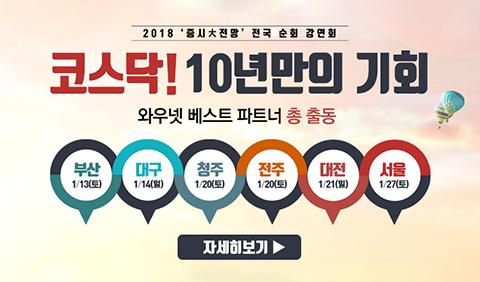 2018 '증시大전망' 전국 순회 강연회
코스닥! 10년만의 기회
와우넷 베스트 파트너 총 출동
부산 대구 청주 전주 대전 서울
1/13(토) 1/14(일) 1/20(토) 1/20(토) 1/21(일) 1/27(토)
자세히보기 ▶